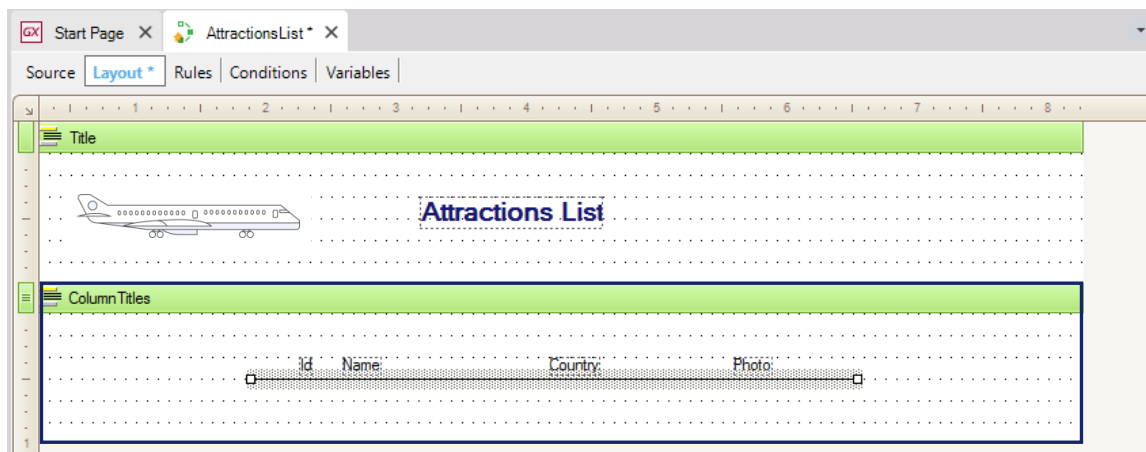 GX Start Page AttractionsList *
Source Layout * Rules Conditions Variables
1 2 3 4 5 6 7 8
Title
Attractions List
ColumnTitles
Id Name Country Photo
1